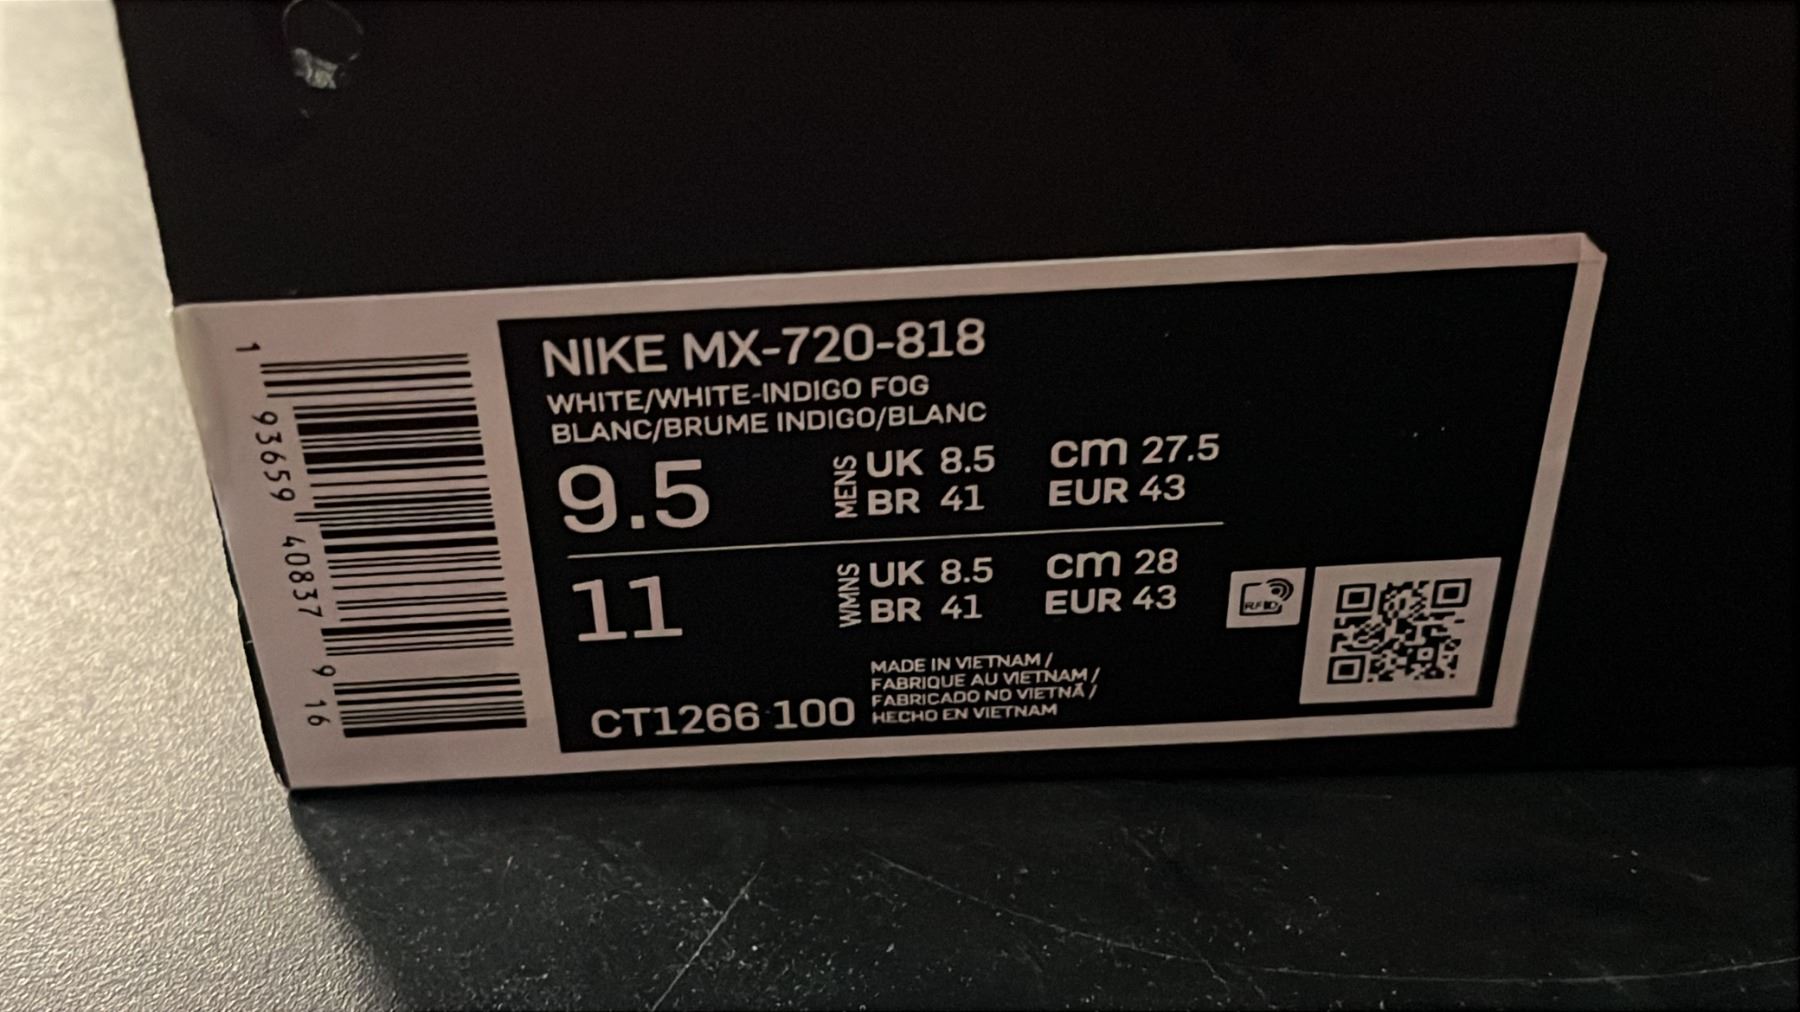 1 93659 40837 9 16
NIKE MX-720-818
WHITE/WHITE-INDIGO FOG
BLANC/BRUME INDIGO/BLANC
9.5 MENS UK 8.5 cm 27.5
BR 41 EUR 43
11 WMNS UK 8.5 cm 28
BR 41 EUR 43
RFID
MADE IN VIETNAM /
FABRIQUE AU VIETNAM /
FABRICADO NO VIETNÃ /
HECHO EN VIETNAM
CT1266 100